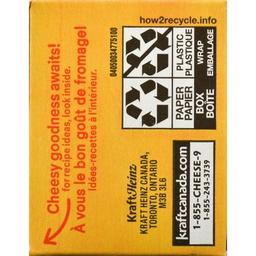 how2recycle.info
Cheesy goodness awaits!
for recipe ideas, look inside.
À vous le bon goût de fromage!
Idées-recettes à l'intérieur.
0405003477510B
PLASTIC
PLASTIQUE
WRAP
EMBALLAGE
PAPER
PAPIER
BOX
BOÎTE
KraftHeinz
KRAFT HEINZ CANADA,
TORONTO, ONTARIO
M3B 3L6
kraftcanada.com
1-855-CHEESE-9
1-855-243-3739